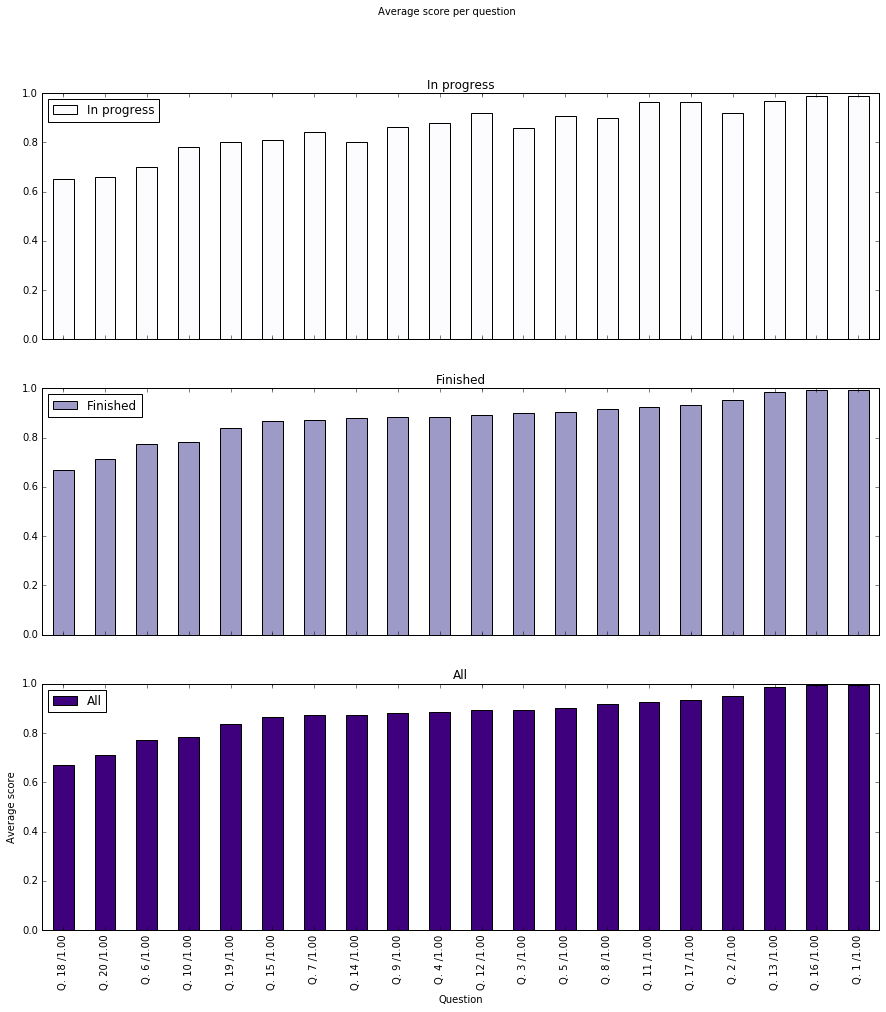 Average score per question
In progress
In progress
1.0
0.8
0.6
0.4
0.2
0.0
Finished
Finished
1.0
0.8
0.6
0.4
0.2
0.0
All
All
1.0
0.8
0.6
0.4
0.2
0.0
Average score
Q. 18 /1.00
Q. 20 /1.00
Q. 6 /1.00
Q. 10 /1.00
Q. 19 /1.00
Q. 15 /1.00
Q. 7 /1.00
Q. 14 /1.00
Q. 9 /1.00
Q. 4 /1.00
Q. 12 /1.00
Q. 3 /1.00
Q. 5 /1.00
Q. 8 /1.00
Q. 11 /1.00
Q. 17 /1.00
Q. 2 /1.00
Q. 13 /1.00
Q. 16 /1.00
Q. 1 /1.00
Question